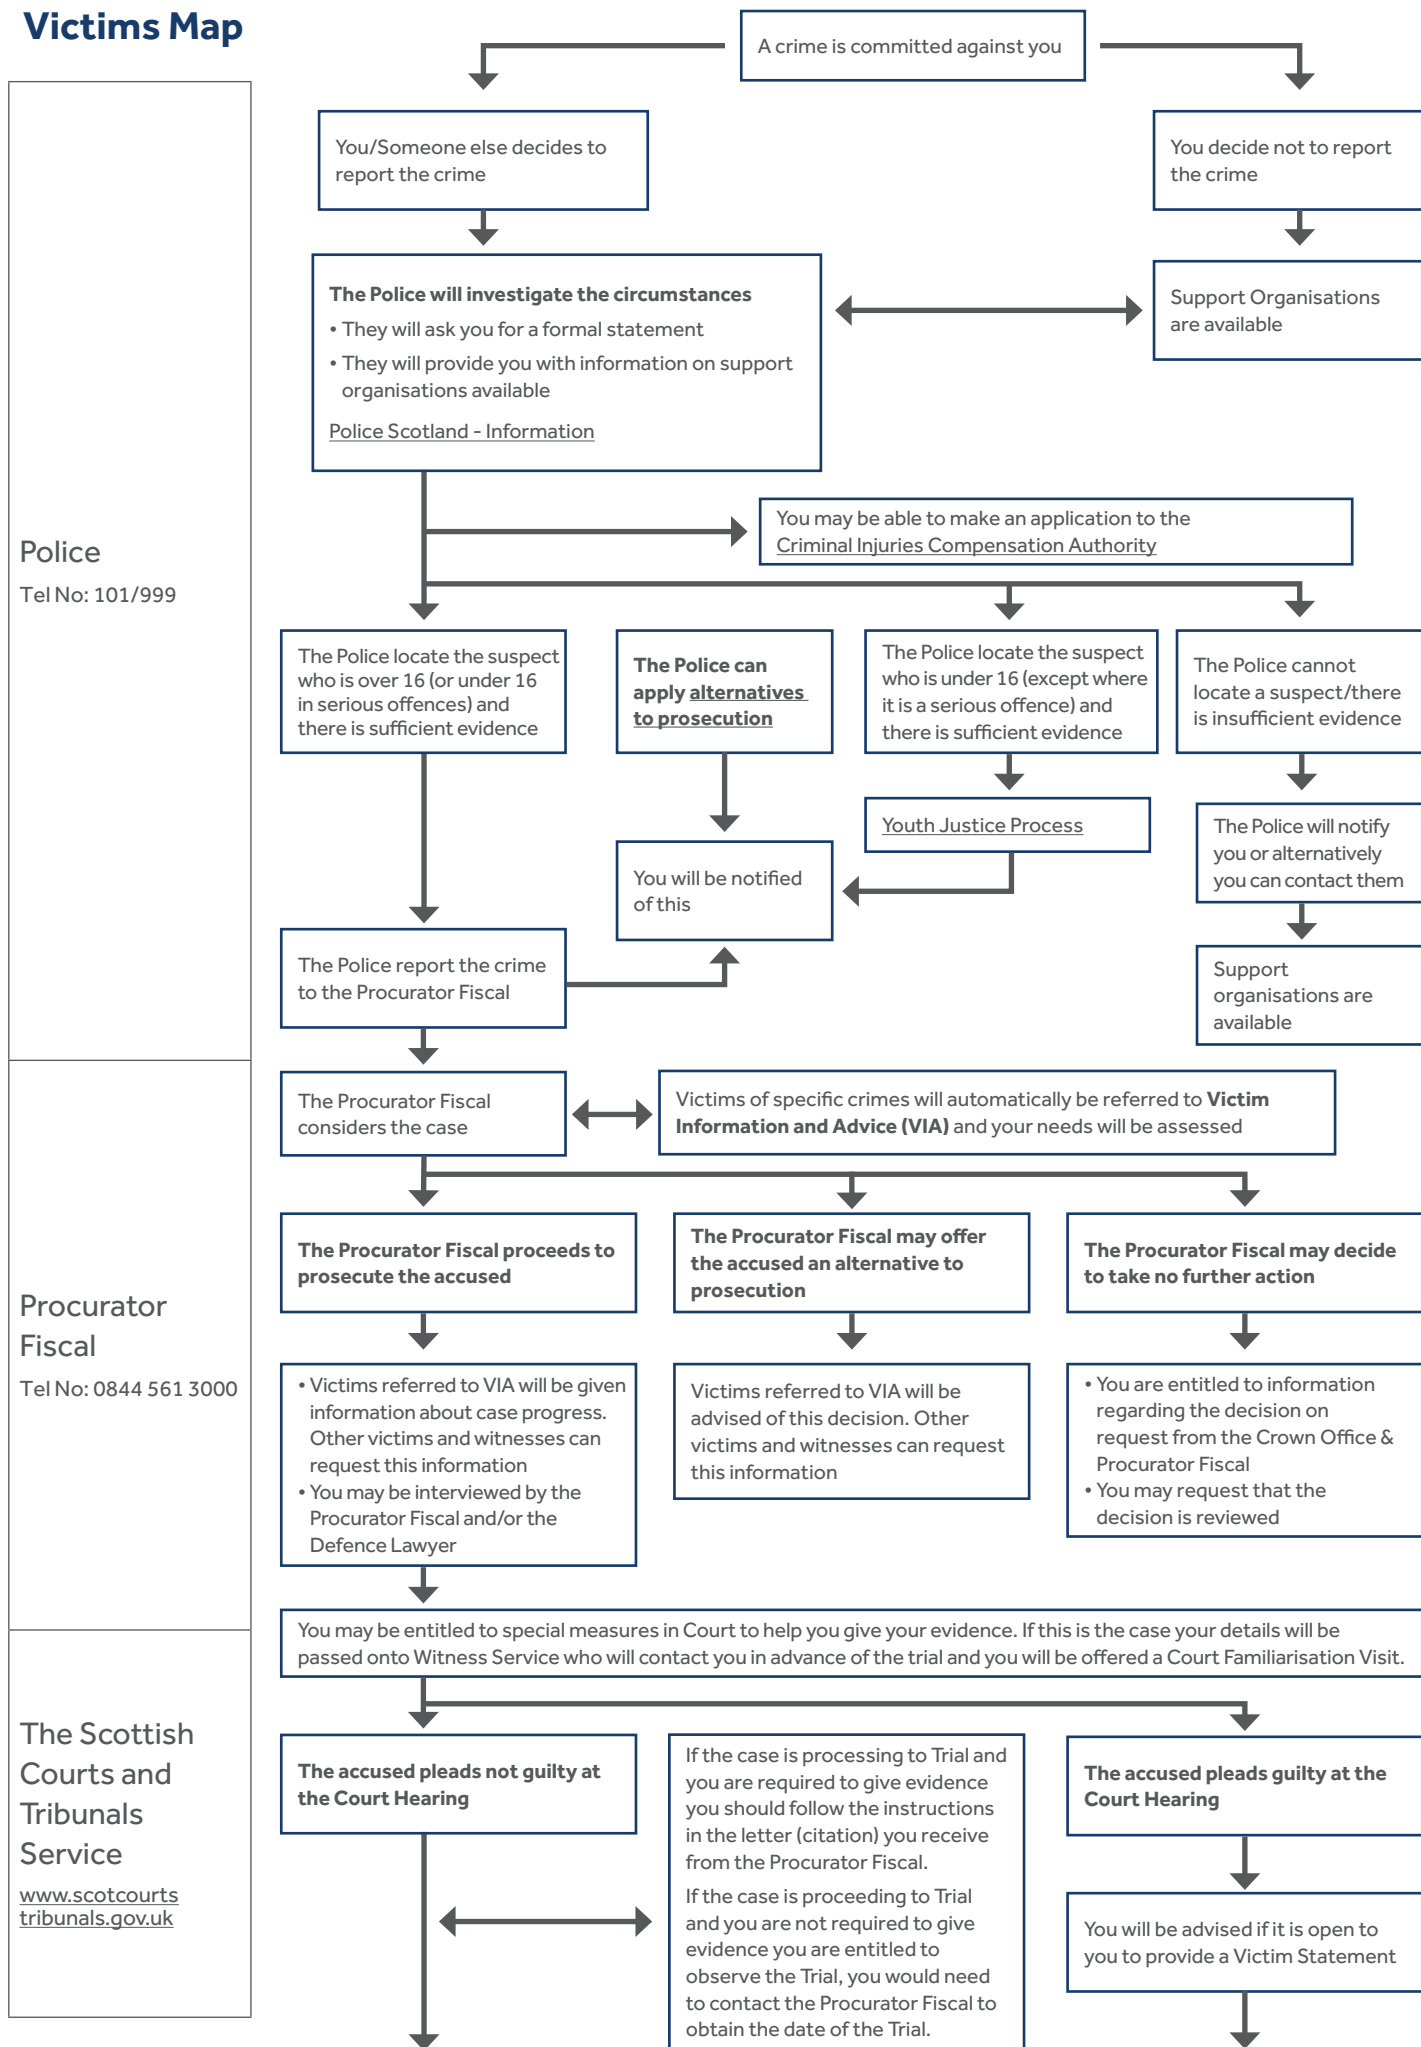 Victims Map
A crime is committed against you
You/Someone else decides to
report the crime
You decide not to report
the crime
The Police will investigate the circumstances
• They will ask you for a formal statement
• They will provide you with information on support
organisations available
Police Scotland - Information
Support Organisations
are available
You may be able to make an application to the
Criminal Injuries Compensation Authority
Police
Tel No: 101/999
The Police locate the suspect
who is over 16 (or under 16
in serious offences) and
there is sufficient evidence
The Police can
apply alternatives
to prosecution
The Police locate the suspect
who is under 16 (except where
it is a serious offence) and
there is sufficient evidence
The Police cannot
locate a suspect/there
is insufficient evidence
Youth Justice Process
The Police will notify
you or alternatively
you can contact them
You will be notified
of this
The Police report the crime
to the Procurator Fiscal
Support
organisations are
available
The Procurator Fiscal
considers the case
Victims of specific crimes will automatically be referred to Victim
Information and Advice (VIA) and your needs will be assessed
Procurator
Fiscal
Tel No: 0844 561 3000
The Procurator Fiscal proceeds to
prosecute the accused
The Procurator Fiscal may offer
the accused an alternative to
prosecution
The Procurator Fiscal may decide
to take no further action
• Victims referred to VIA will be given
information about case progress.
Other victims and witnesses can
request this information
• You may be interviewed by the
Procurator Fiscal and/or the
Defence Lawyer
Victims referred to VIA will be
advised of this decision. Other
victims and witnesses can request
this information
• You are entitled to information
regarding the decision on
request from the Crown Office &
Procurator Fiscal
• You may request that the
decision is reviewed
You may be entitled to special measures in Court to help you give your evidence. If this is the case your details will be
passed onto Witness Service who will contact you in advance of the trial and you will be offered a Court Familiarisation Visit.
The Scottish
Courts and
Tribunals
Service
www.scotcourts
tribunals.gov.uk
The accused pleads not guilty at
the Court Hearing
If the case is processing to Trial and
you are required to give evidence
you should follow the instructions
in the letter (citation) you receive
from the Procurator Fiscal.
If the case is proceeding to Trial
and you are not required to give
evidence you are entitled to
observe the Trial, you would need
to contact the Procurator Fiscal to
obtain the date of the Trial.
The accused pleads guilty at the
Court Hearing
You will be advised if it is open to
you to provide a Victim Statement